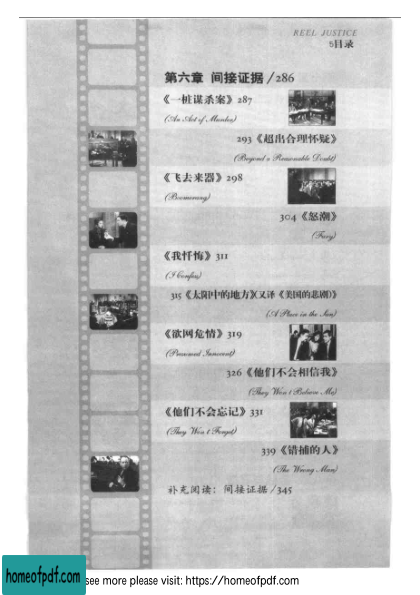 REEL JUSTICE
5目录
第六章 间接证据/286
《一桩谋杀案》287
(An Act of Murder)
293《超出合理怀疑》
(Beyond a Reasonable Doubt)
《飞去来器》298
(Boomerang)
304《怒潮》
(Fury)
《我忏悔》311
(I Confess)
315《太阳中的地方》(又译《美国的悲剧》)
(A Place in the Sun)
《欲网危情》319
(Presumed Innocent)
326《他们不会相信我》
(They Won't Believe Me)
《他们不会忘记》331
(They Won't Forget)
339《错捕的人》
(The Wrong Man)
补充阅读：间接证据/345
homeofpdf.com
see more please visit: https://homeofpdf.com